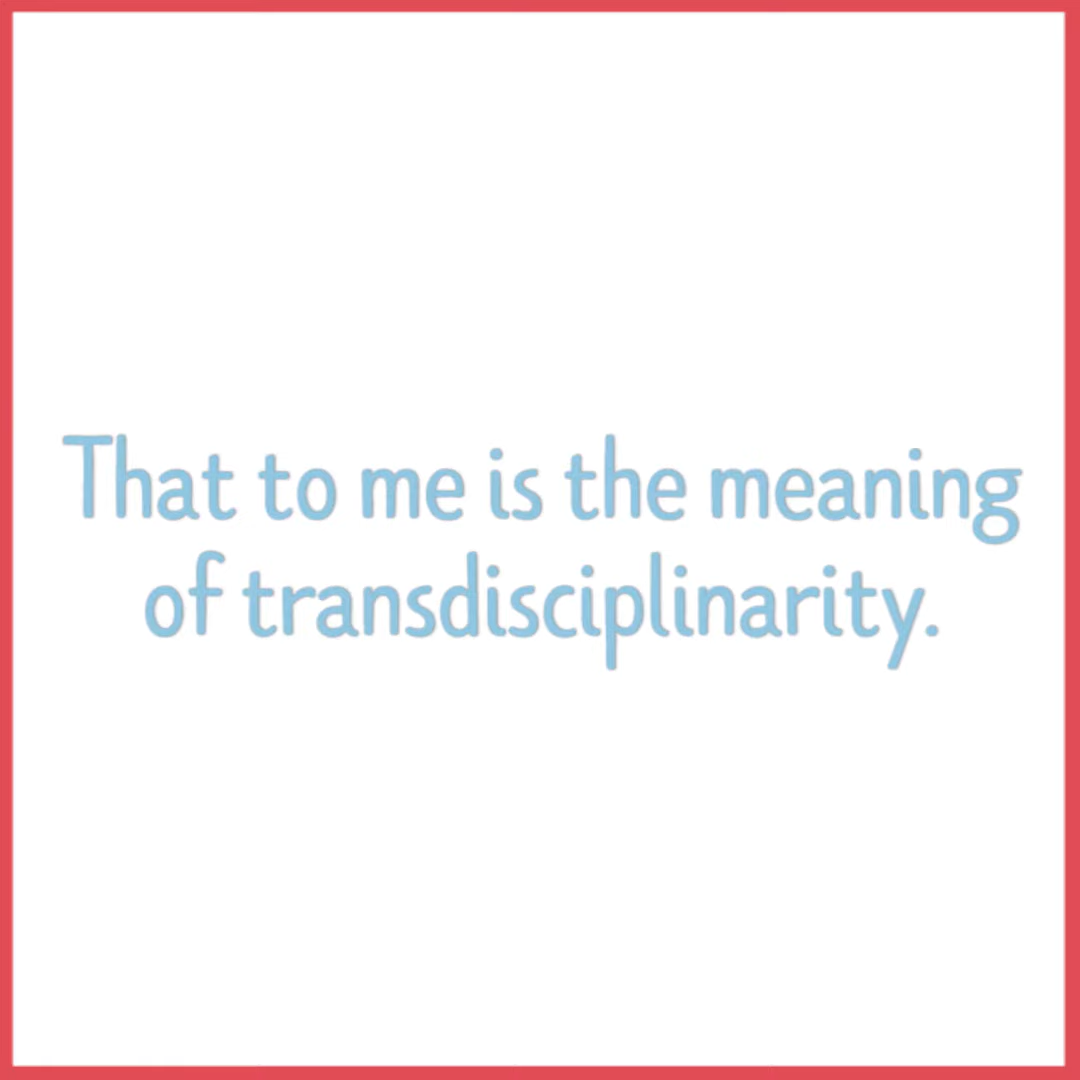 That to me is the meaning
of transdisciplinarity.